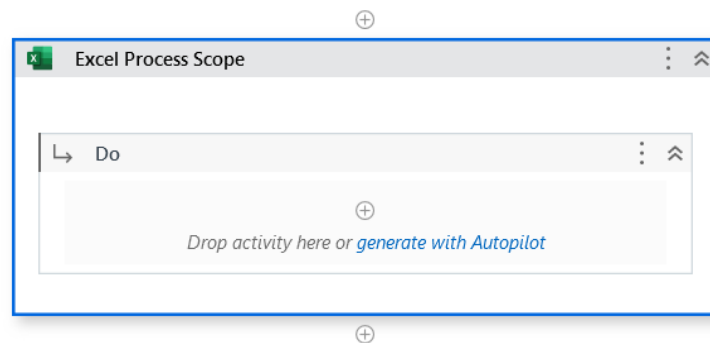 Excel Process Scope
Do
Drop activity here or generate with Autopilot